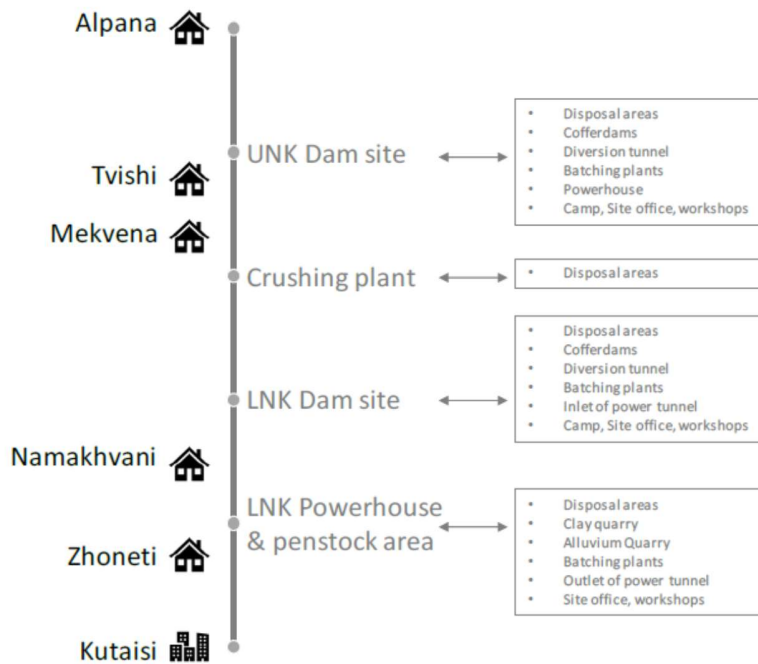 Alpana
UNK Dam site
• Disposal areas
• Cofferdams
• Diversion tunnel
• Batching plants
• Powerhouse
• Camp, Site office, workshops
Tvishi
Mekvena
Crushing plant
• Disposal areas
LNK Dam site
• Disposal areas
• Cofferdams
• Diversion tunnel
• Batching plants
• Inlet of power tunnel
• Camp, Site office, workshops
Namakhvani
LNK Powerhouse
& penstock area
• Disposal areas
• Clay quarry
• Alluvium Quarry
• Batching plants
• Outlet of power tunnel
• Site office, workshops
Zhoneti
Kutaisi